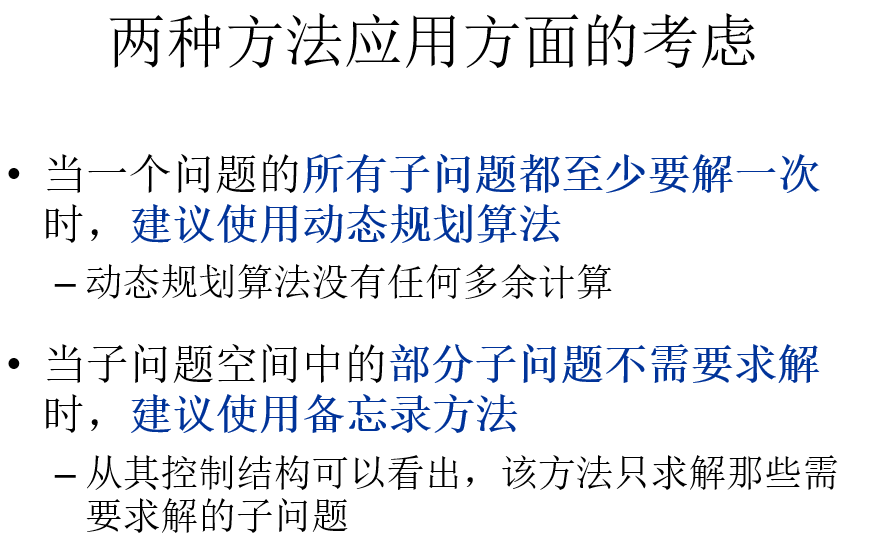 两种方法应用方面的考虑
• 当一个问题的所有子问题都至少要解一次
时，建议使用动态规划算法
– 动态规划算法没有任何多余计算
• 当子问题空间中的部分子问题不需要求解
时，建议使用备忘录方法
– 从其控制结构可以看出，该方法只求解那些需
要求解的子问题